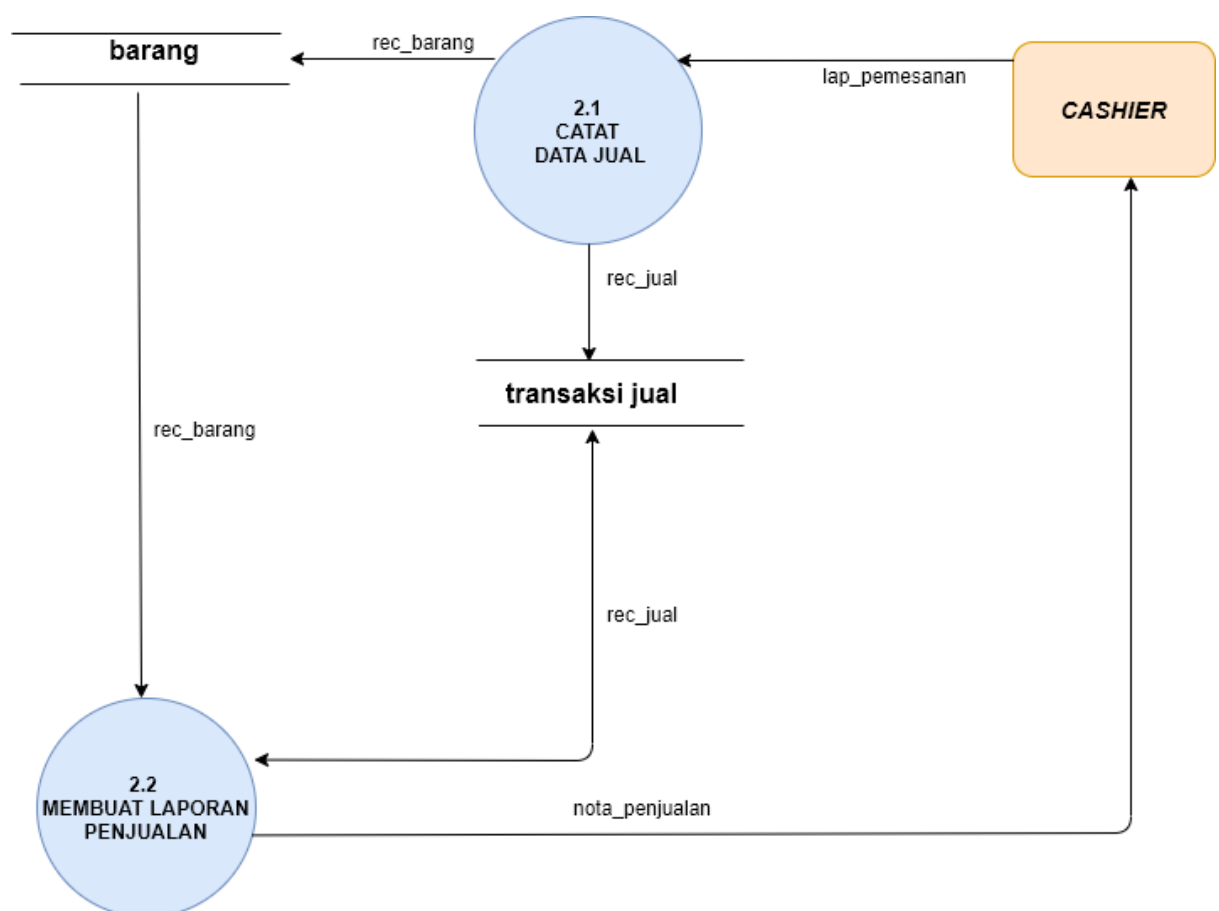 barang
rec_barang
lap_pemesanan
CASHIER
2.1
CATAT
DATA JUAL
rec_jual
transaksi jual
rec_barang
rec_jual
2.2
MEMBUAT LAPORAN
PENJUALAN
nota_penjualan